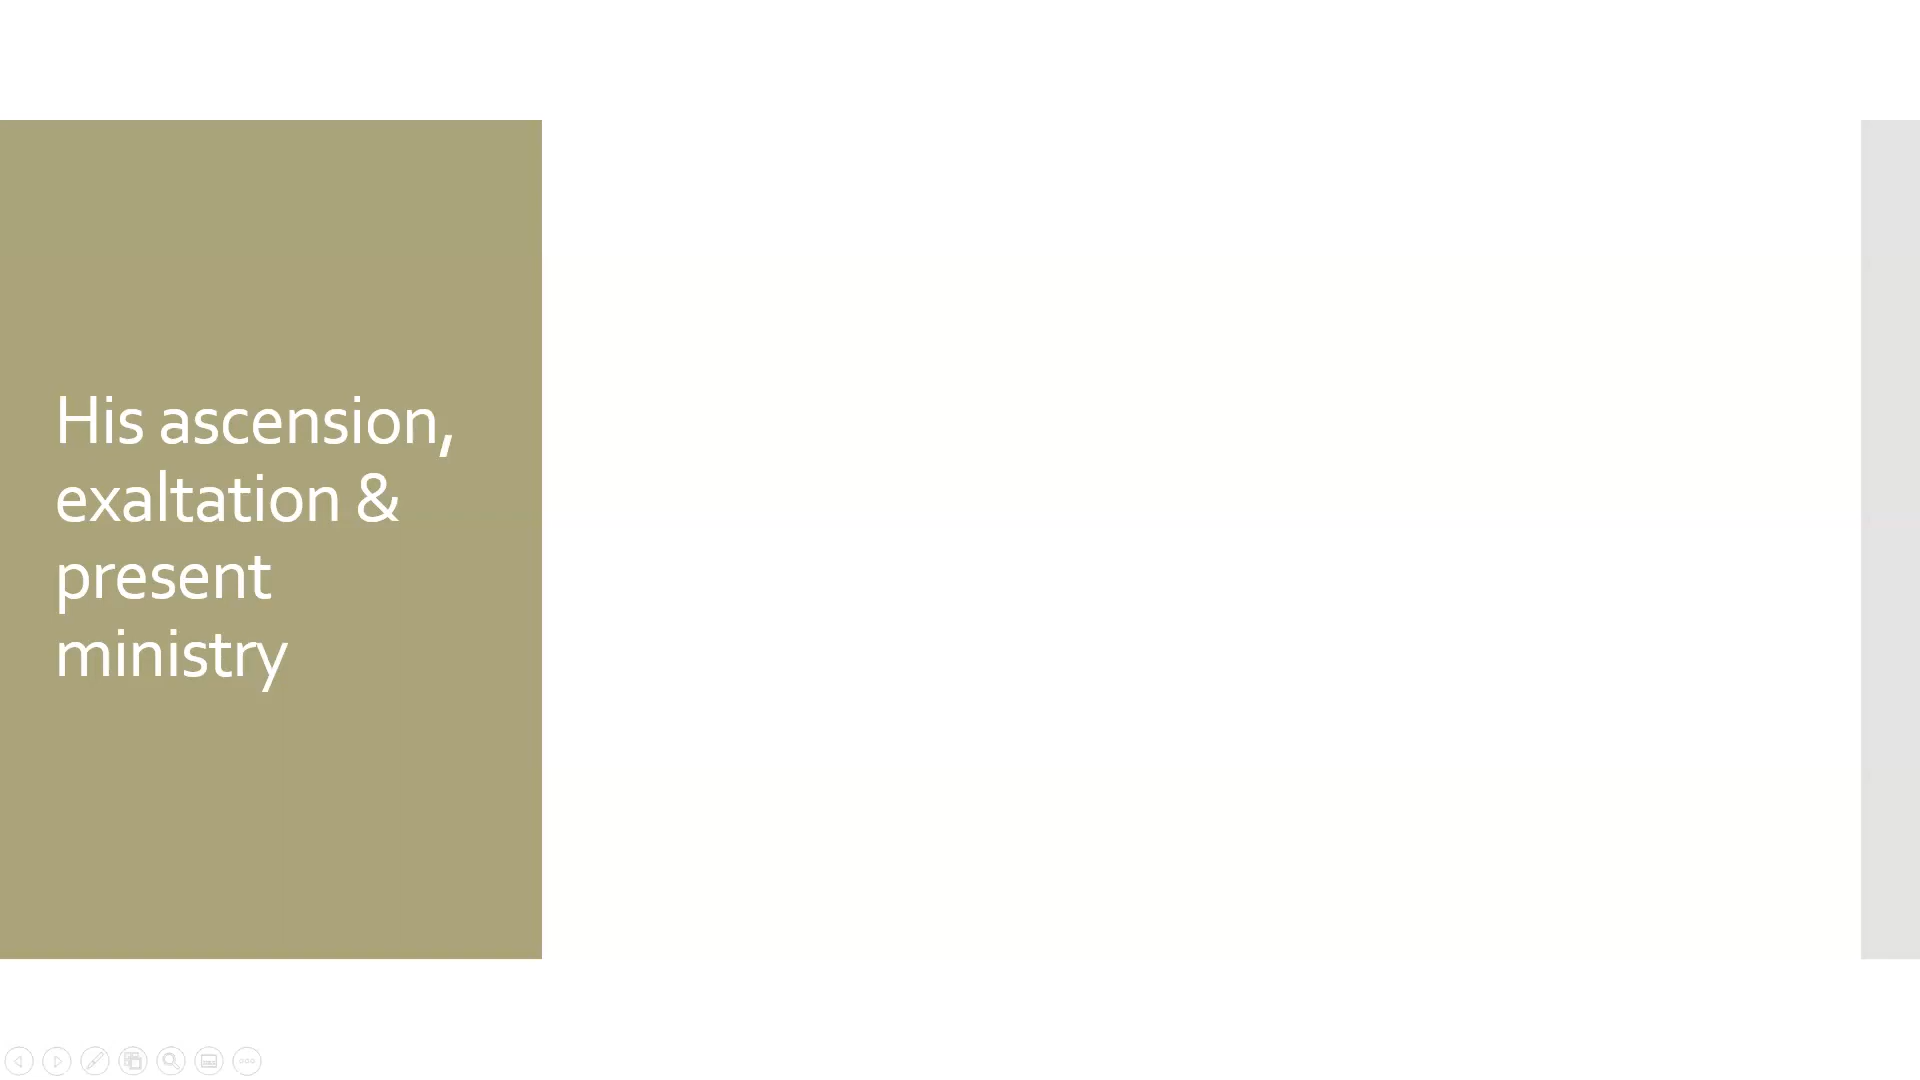 His ascension,
exaltation &
present
ministry